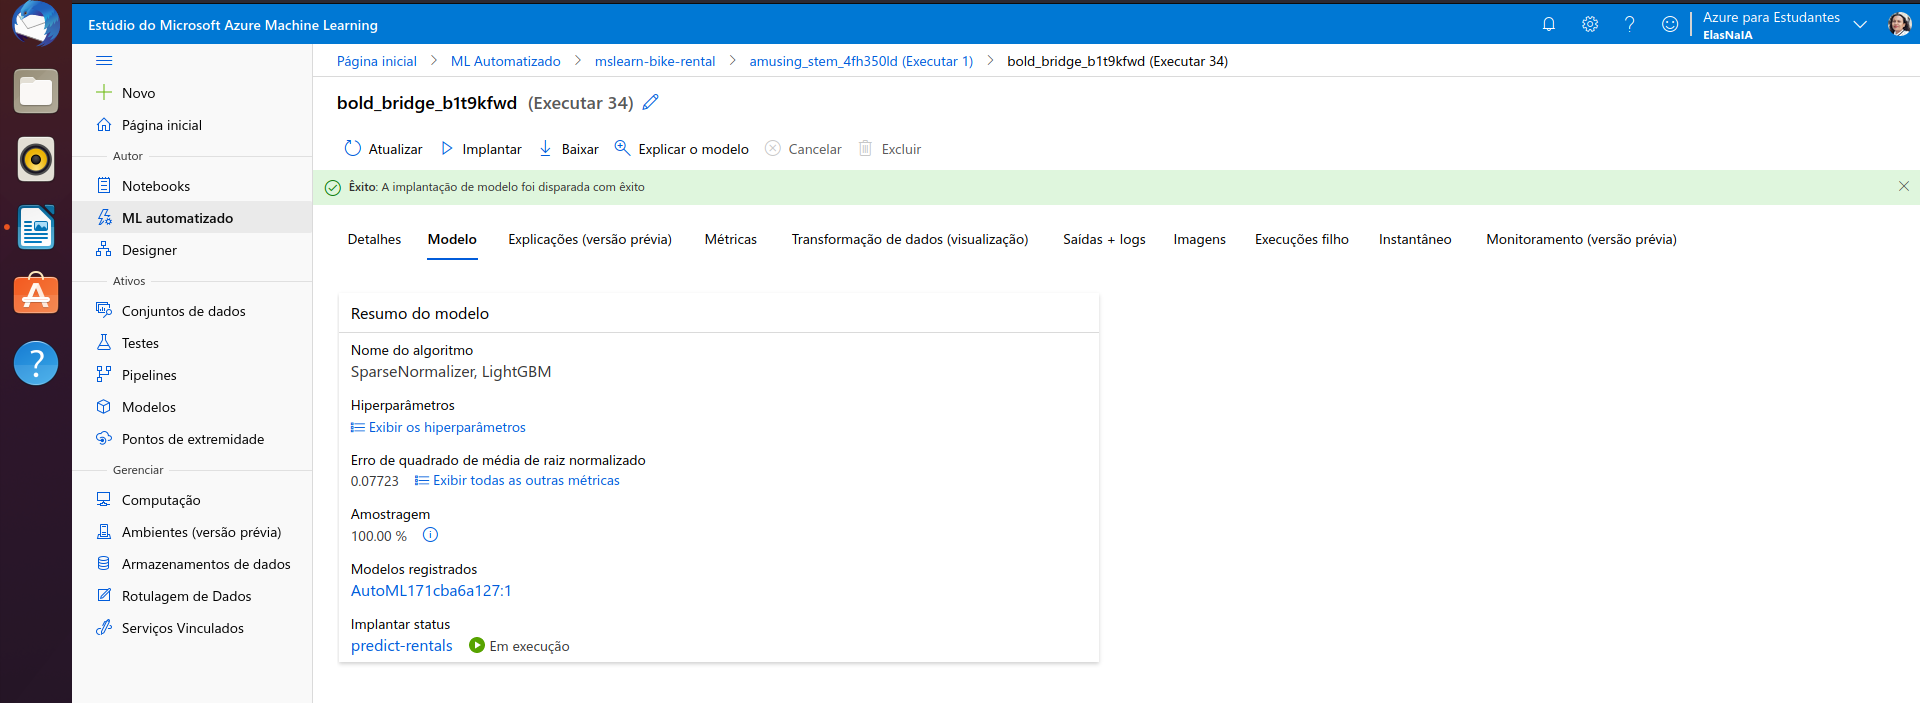 Estúdio do Microsoft Azure Machine Learning
Azure para Estudantes
ElasNaIA
Novo
Página inicial
Autor
Notebooks
ML automatizado
Designer
Ativos
Conjuntos de dados
Testes
Pipelines
Modelos
Pontos de extremidade
Gerenciar
Computação
Ambientes (versão prévia)
Armazenamentos de dados
Rotulagem de Dados
Serviços Vinculados
Página inicial > ML Automatizado > mslearn-bike-rental > amusing_stem_4fh350ld (Executar 1) > bold_bridge_b1t9kfwd (Executar 34)
bold_bridge_b1t9kfwd (Executar 34)
Atualizar Implantar Baixar Explicar o modelo Cancelar Excluir
Êxito: A implantação de modelo foi disparada com êxito
Detalhes Modelo Explicações (versão prévia) Métricas Transformação de dados (visualização) Saídas + logs Imagens Execuções filho Instantâneo Monitoramento (versão prévia)
Resumo do modelo
Nome do algoritmo
SparseNormalizer, LightGBM
Hiperparâmetros
Exibir os hiperparâmetros
Erro de quadrado de média de raiz normalizado
0.07723 Exibir todas as outras métricas
Amostragem
100.00 %
Modelos registrados
AutoML171cba6a127:1
Implantar status
predict-rentals Em execução